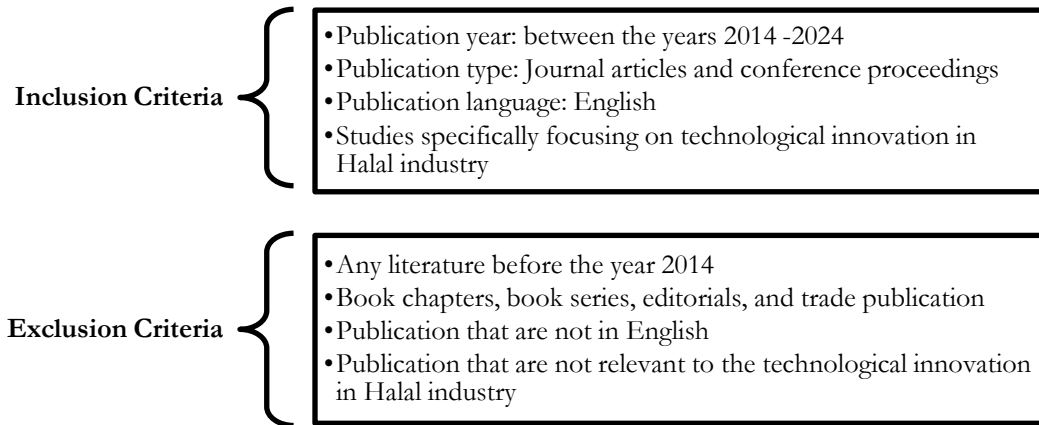 Inclusion Criteria
•Publication year: between the years 2014 -2024
•Publication type: Journal articles and conference proceedings
•Publication language: English
•Studies specifically focusing on technological innovation in
Halal industry
Exclusion Criteria
•Any literature before the year 2014
•Book chapters, book series, editorials, and trade publication
•Publication that are not in English
•Publication that are not relevant to the technological innovation
in Halal industry